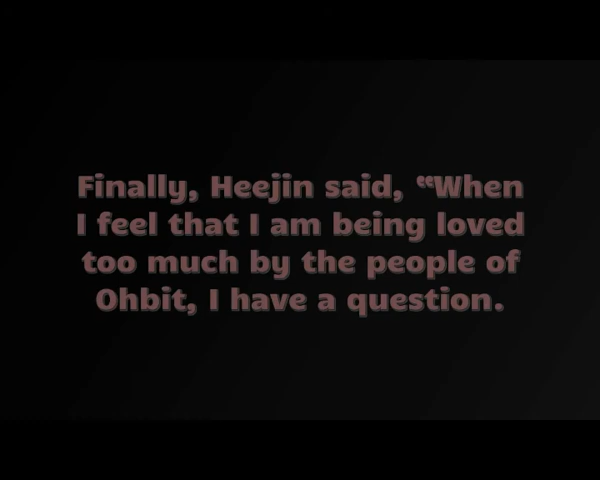 Finally, Heejin said, “When
I feel that I am being loved
too much by the people of
Ohbit, I have a question.